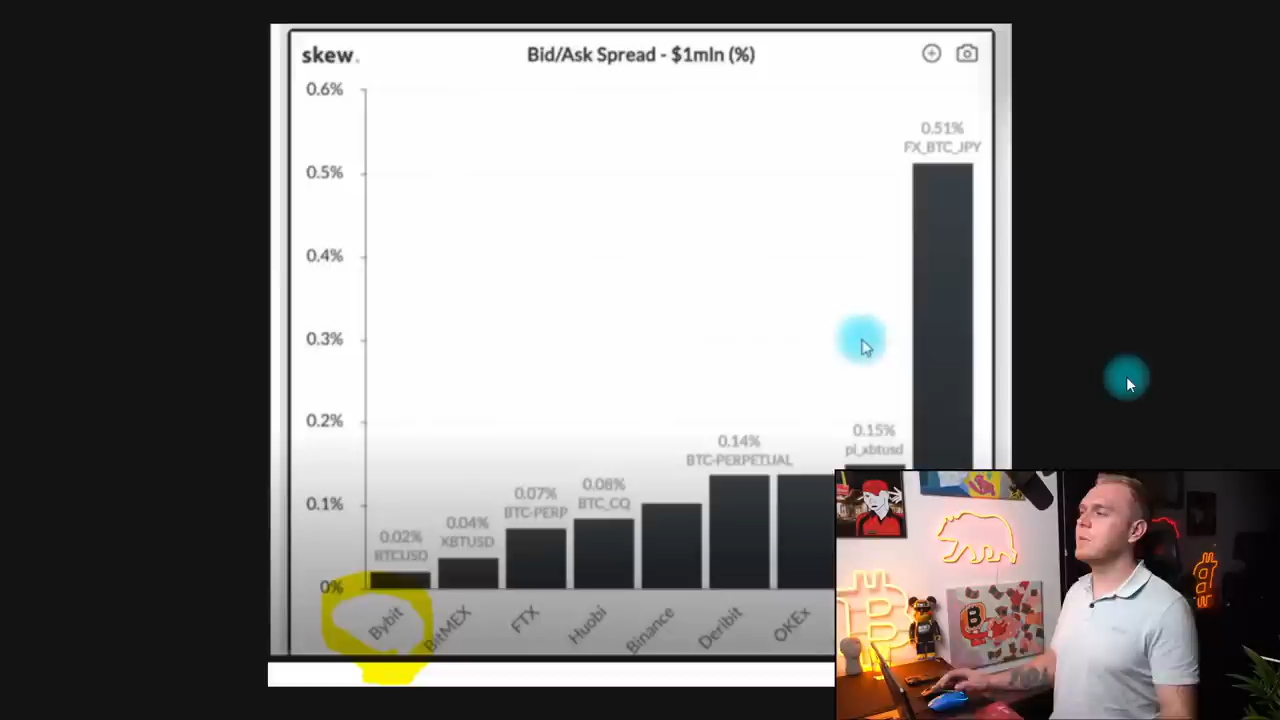 skew.
Bid/Ask Spread - $1mln (%)
0.6%
0.5%
0.4%
0.3%
0.2%
0.1%
0%
0.02%
BTCUSD
0.04%
XBTUSD
0.07%
BTC-PERP
0.08%
BTC_CQ
0.14%
BTC-PERPETUAL
0.15%
pi_xbtusd
0.51%
FX_BTC_JPY
Bybit
BitMEX
FTX
Huobi
Binance
Deribit
OKEx